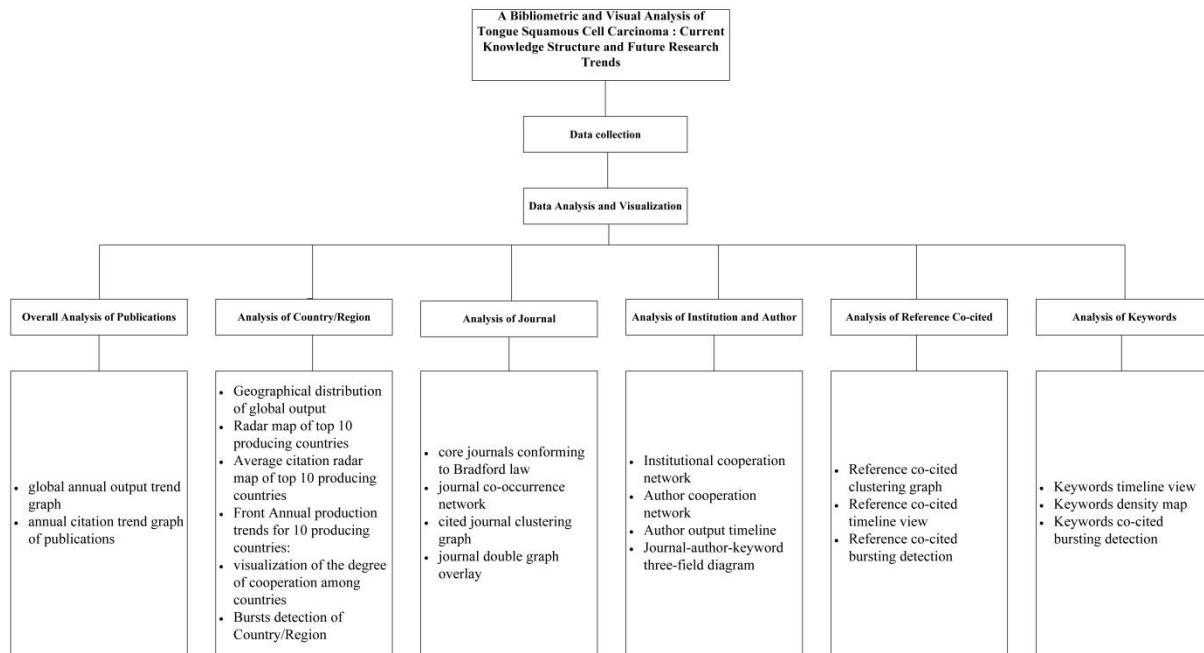 A Bibliometric and Visual Analysis of
Tongue Squamous Cell Carcinoma : Current
Knowledge Structure and Future Research
Trends
Data collection
Data Analysis and Visualization
Overall Analysis of Publications
Analysis of Country/Region
Analysis of Journal
Analysis of Institution and Author
Analysis of Reference Co-cited
Analysis of Keywords
• global annual output trend
graph
• annual citation trend graph
of publications
• Geographical distribution
of global output
• Radar map of top 10
producing countries
• Average citation radar
map of top 10 producing
countries
• Front Annual production
trends for 10 producing
countries:
• visualization of the degree
of cooperation among
countries
• Bursts detection of
Country/Region
• core journals conforming
to Bradford law
• journal co-occurrence
network
• cited journal clustering
graph
• journal double graph
overlay
• Institutional cooperation
network
• Author cooperation
network
• Author output timeline
• Journal-author-keyword
three-field diagram
• Reference co-cited
clustering graph
• Reference co-cited
timeline view
• Reference co-cited
bursting detection
• Keywords timeline view
• Keywords density map
• Keywords co-cited
bursting detection